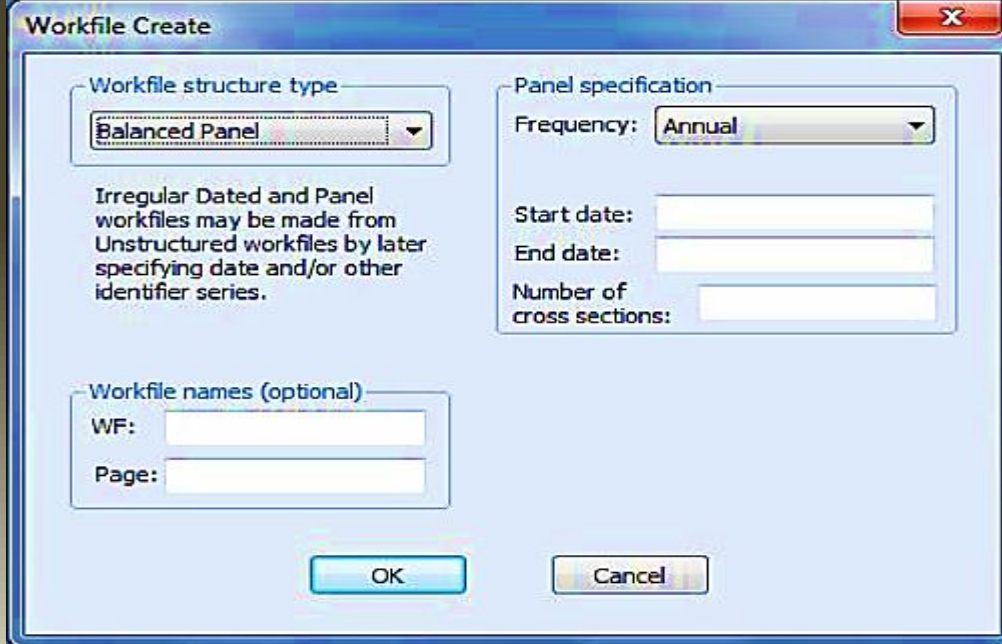 Workfile Create
Workfile structure type
Balanced Panel
Irregular Dated and Panel
workfiles may be made from
Unstructured workfiles by later
specifying date and/or other
identifier series.
Panel specification
Frequency: Annual
Start date:
End date:
Number of
cross sections:
Workfile names (optional)
WF:
Page:
OK Cancel